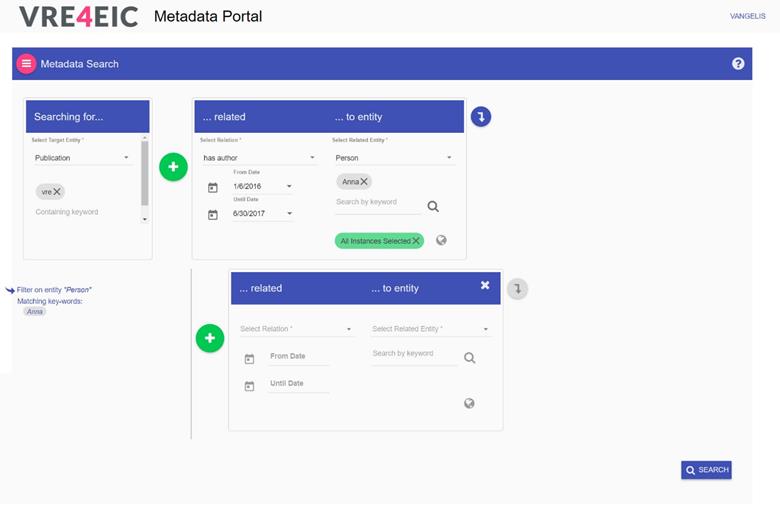 VRE4EIC Metadata Portal
VANGELIS
Metadata Search
Searching for...
Select Target Entity *
Publication
vre
Containing keyword
... related
... to entity
Select Relation *
Select Related Entity *
has author
Person
From Date
1/6/2016
Until Date
6/30/2017
Anna
Search by keyword
All Instances Selected
Filter on entity "Person"
Matching key-words:
Anna
... related
... to entity
Select Relation *
Select Related Entity *
From Date
Search by keyword
Until Date
SEARCH